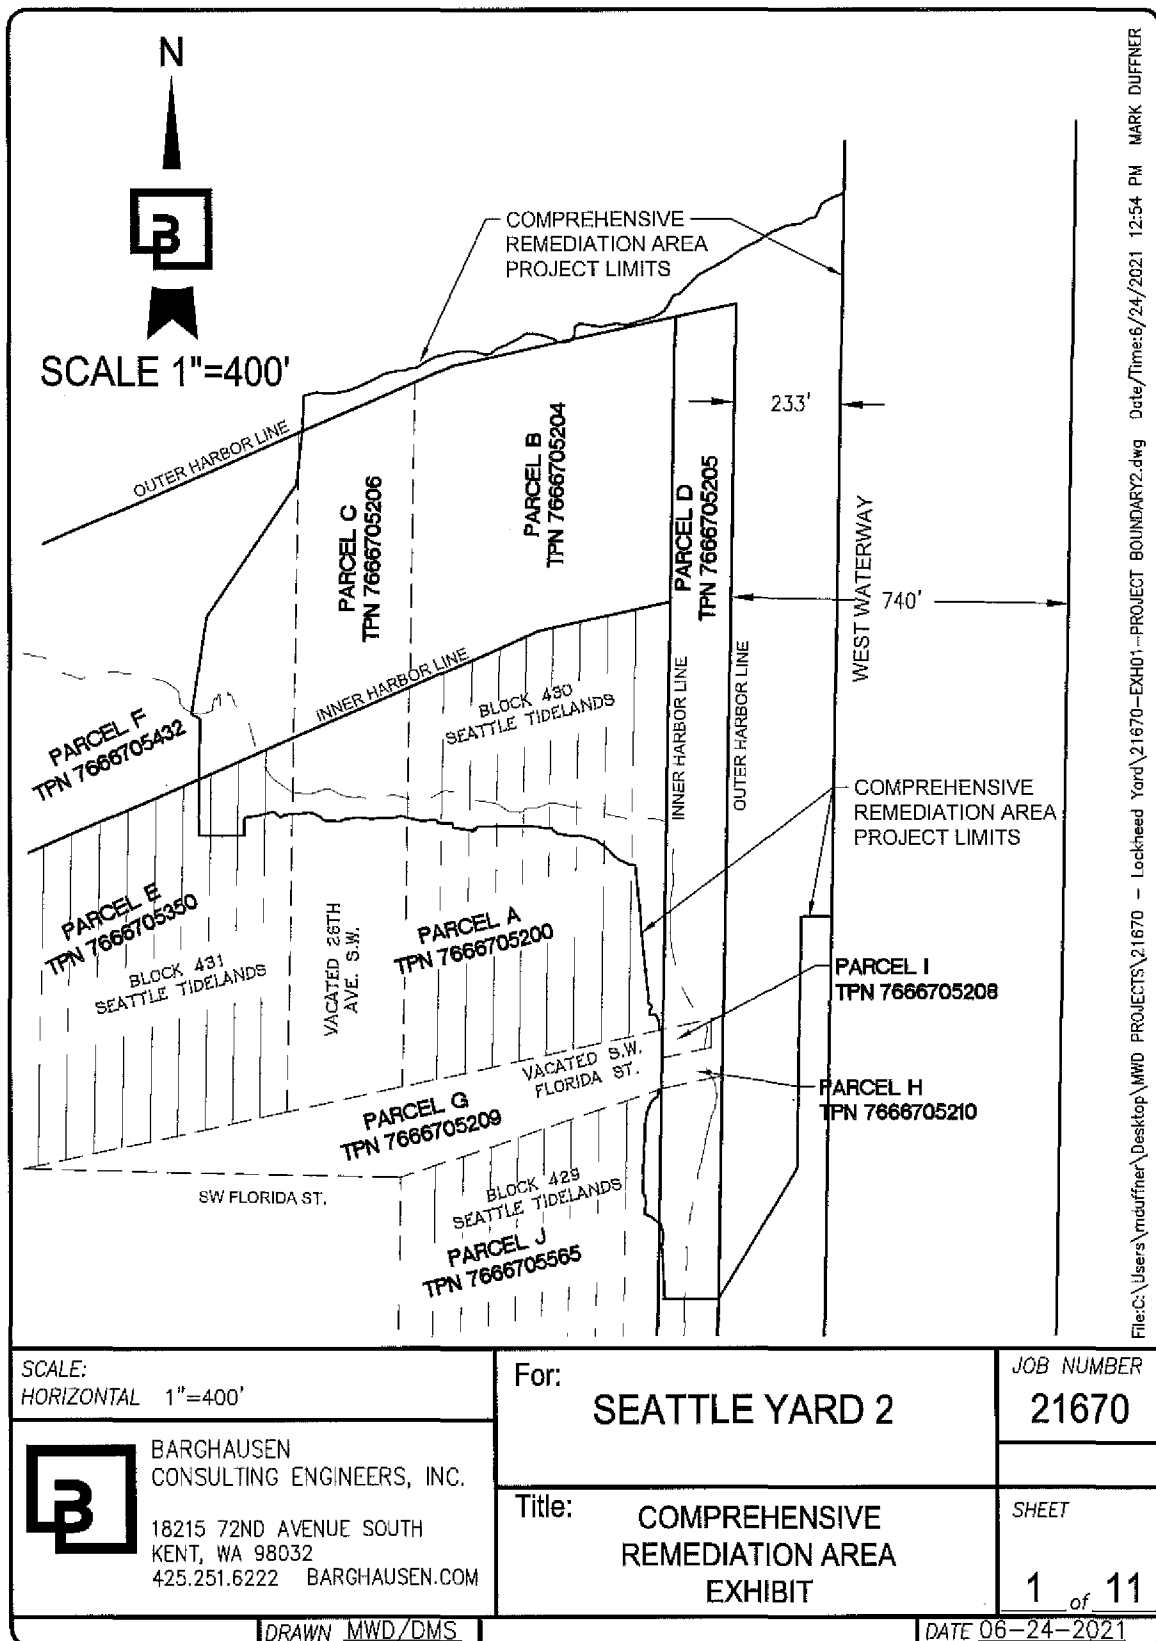 N
B
SCALE 1"=400'
COMPREHENSIVE
REMEDIATION AREA
PROJECT LIMITS
OUTER HARBOR LINE
233'
PARCEL C
TPN 7666705206
PARCEL B
TPN 7666705204
PARCEL D
TPN 7666705205
WEST WATERWAY
740'
INNER HARBOR LINE
BLOCK 430
SEATTLE TIDELANDS
INNER HARBOR LINE
OUTER HARBOR LINE
PARCEL F
TPN 7666705432
COMPREHENSIVE
REMEDIATION AREA
PROJECT LIMITS
PARCEL E
TPN 7666705350
BLOCK 431
SEATTLE TIDELANDS
VACATED 26TH
AVE. S.W.
PARCEL A
TPN 7666705200
PARCEL I
TPN 7666705208
VACATED S.W.
FLORIDA ST.
PARCEL H
TPN 7666705210
PARCEL G
TPN 7666705209
SW FLORIDA ST.
BLOCK 429
SEATTLE TIDELANDS
PARCEL J
TPN 7666705565
File:C:\Users\mduffner\Desktop\MWD PROJECTS\21670 - Lockheed Yard\21670-EXH01-PROJECT BOUNDARY2.dwg Date/Time:6/24/2021 12:54 PM MARK DUFFNER
SCALE:
HORIZONTAL 1"=400'
B
BARGHAUSEN
CONSULTING ENGINEERS, INC.
18215 72ND AVENUE SOUTH
KENT, WA 98032
425.251.6222 BARGHAUSEN.COM
For:
SEATTLE YARD 2
JOB NUMBER
21670
Title:
COMPREHENSIVE
REMEDIATION AREA
EXHIBIT
SHEET
1 of 11
DRAWN MWD/DMS
DATE 06-24-2021